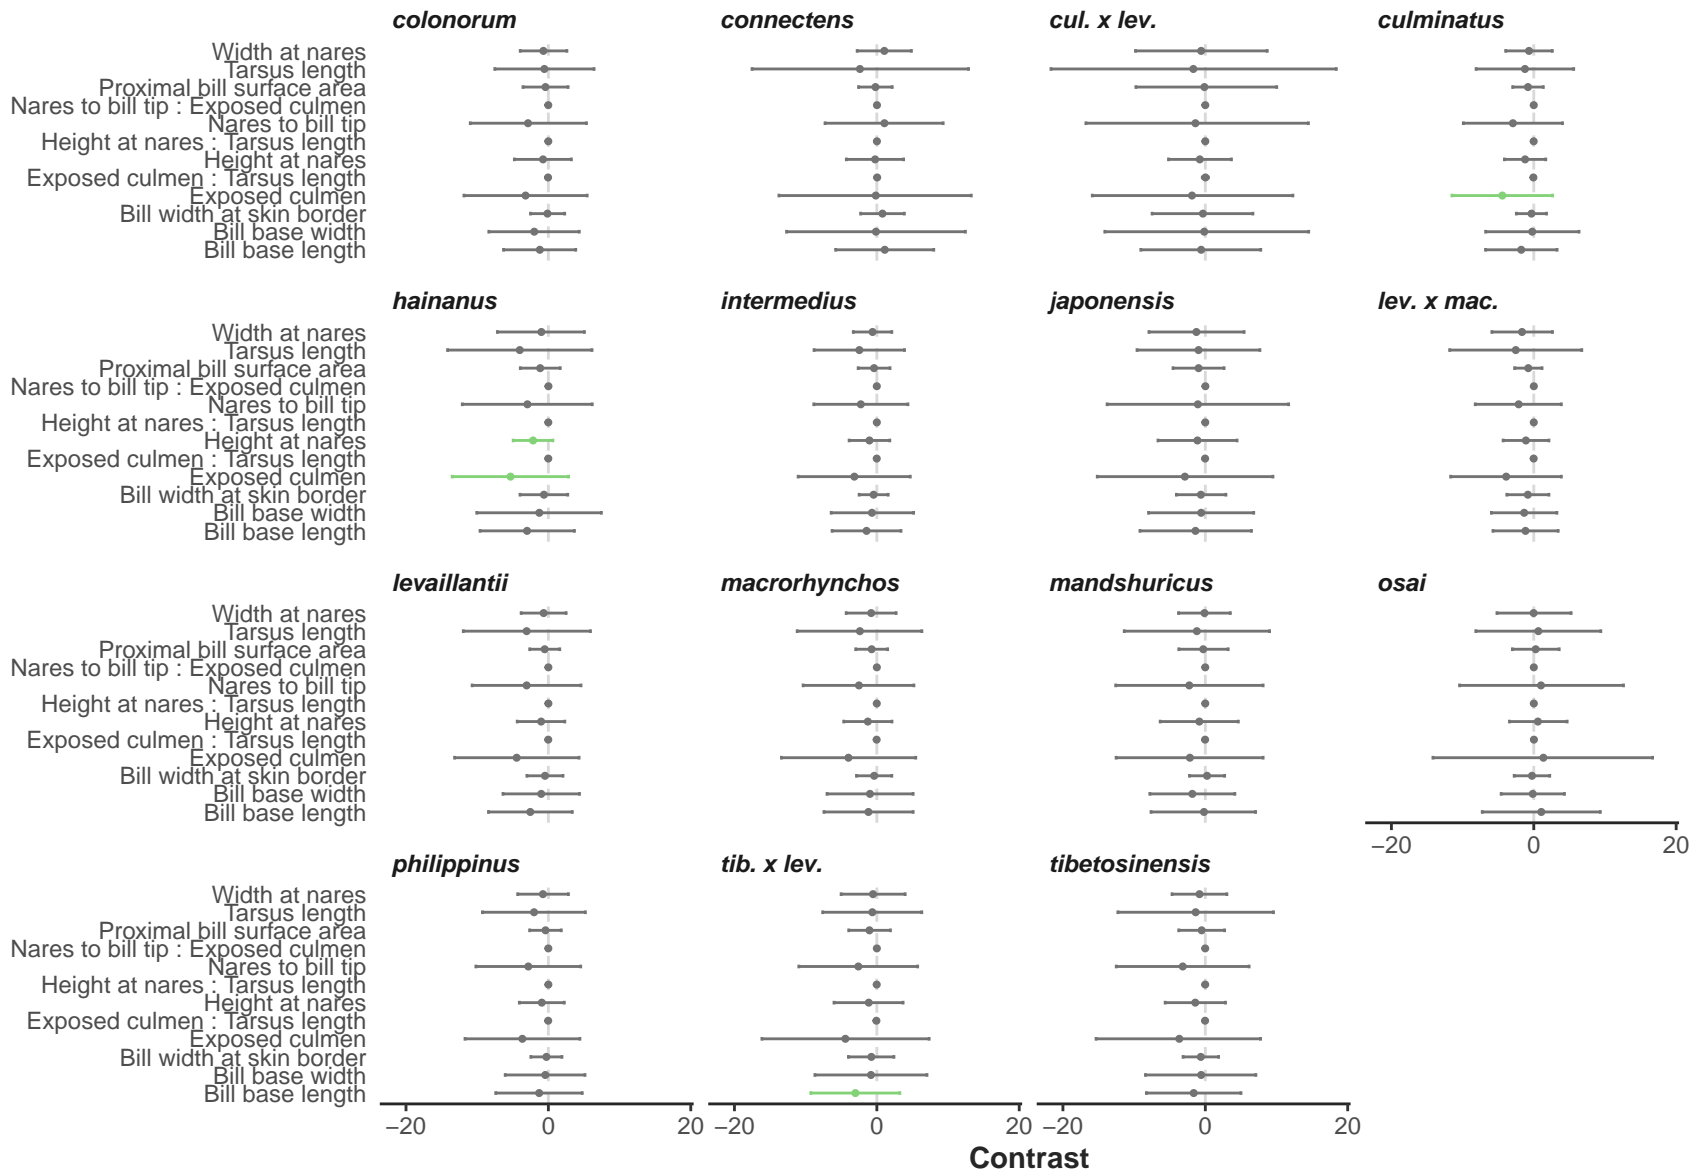 colonorum connectens cul. x lev. culminatus
Width at nares
Tarsus length
Proximal bill surface area
Nares to bill tip : Exposed culmen
Nares to bill tip
Height at nares : Tarsus length
Height at nares
Exposed culmen : Tarsus length
Exposed culmen
Bill width at skin border
Bill base width
Bill base length
hainanus intermedius japonensis lev. x mac.
Width at nares
Tarsus length
Proximal bill surface area
Nares to bill tip : Exposed culmen
Nares to bill tip
Height at nares : Tarsus length
Height at nares
Exposed culmen : Tarsus length
Exposed culmen
Bill width at skin border
Bill base width
Bill base length
levaillantii macrorhynchos mandshuricus osai
Width at nares
Tarsus length
Proximal bill surface area
Nares to bill tip : Exposed culmen
Nares to bill tip
Height at nares : Tarsus length
Height at nares
Exposed culmen : Tarsus length
Exposed culmen
Bill width at skin border
Bill base width
Bill base length
−20 0 20
philippinus tib. x lev. tibetosinensis
Width at nares
Tarsus length
Proximal bill surface area
Nares to bill tip : Exposed culmen
Nares to bill tip
Height at nares : Tarsus length
Height at nares
Exposed culmen : Tarsus length
Exposed culmen
Bill width at skin border
Bill base width
Bill base length
−20 0 20 −20 0 20 −20 0 20
Contrast